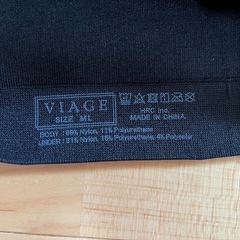 VIAGE
SIZE ML
HRC Inc.
MADE IN CHINA.
BODY : 89% Nylon, 11% Polyurethane
UNDER : 81% Nylon, 15% Polyurethane, 4% Polyester